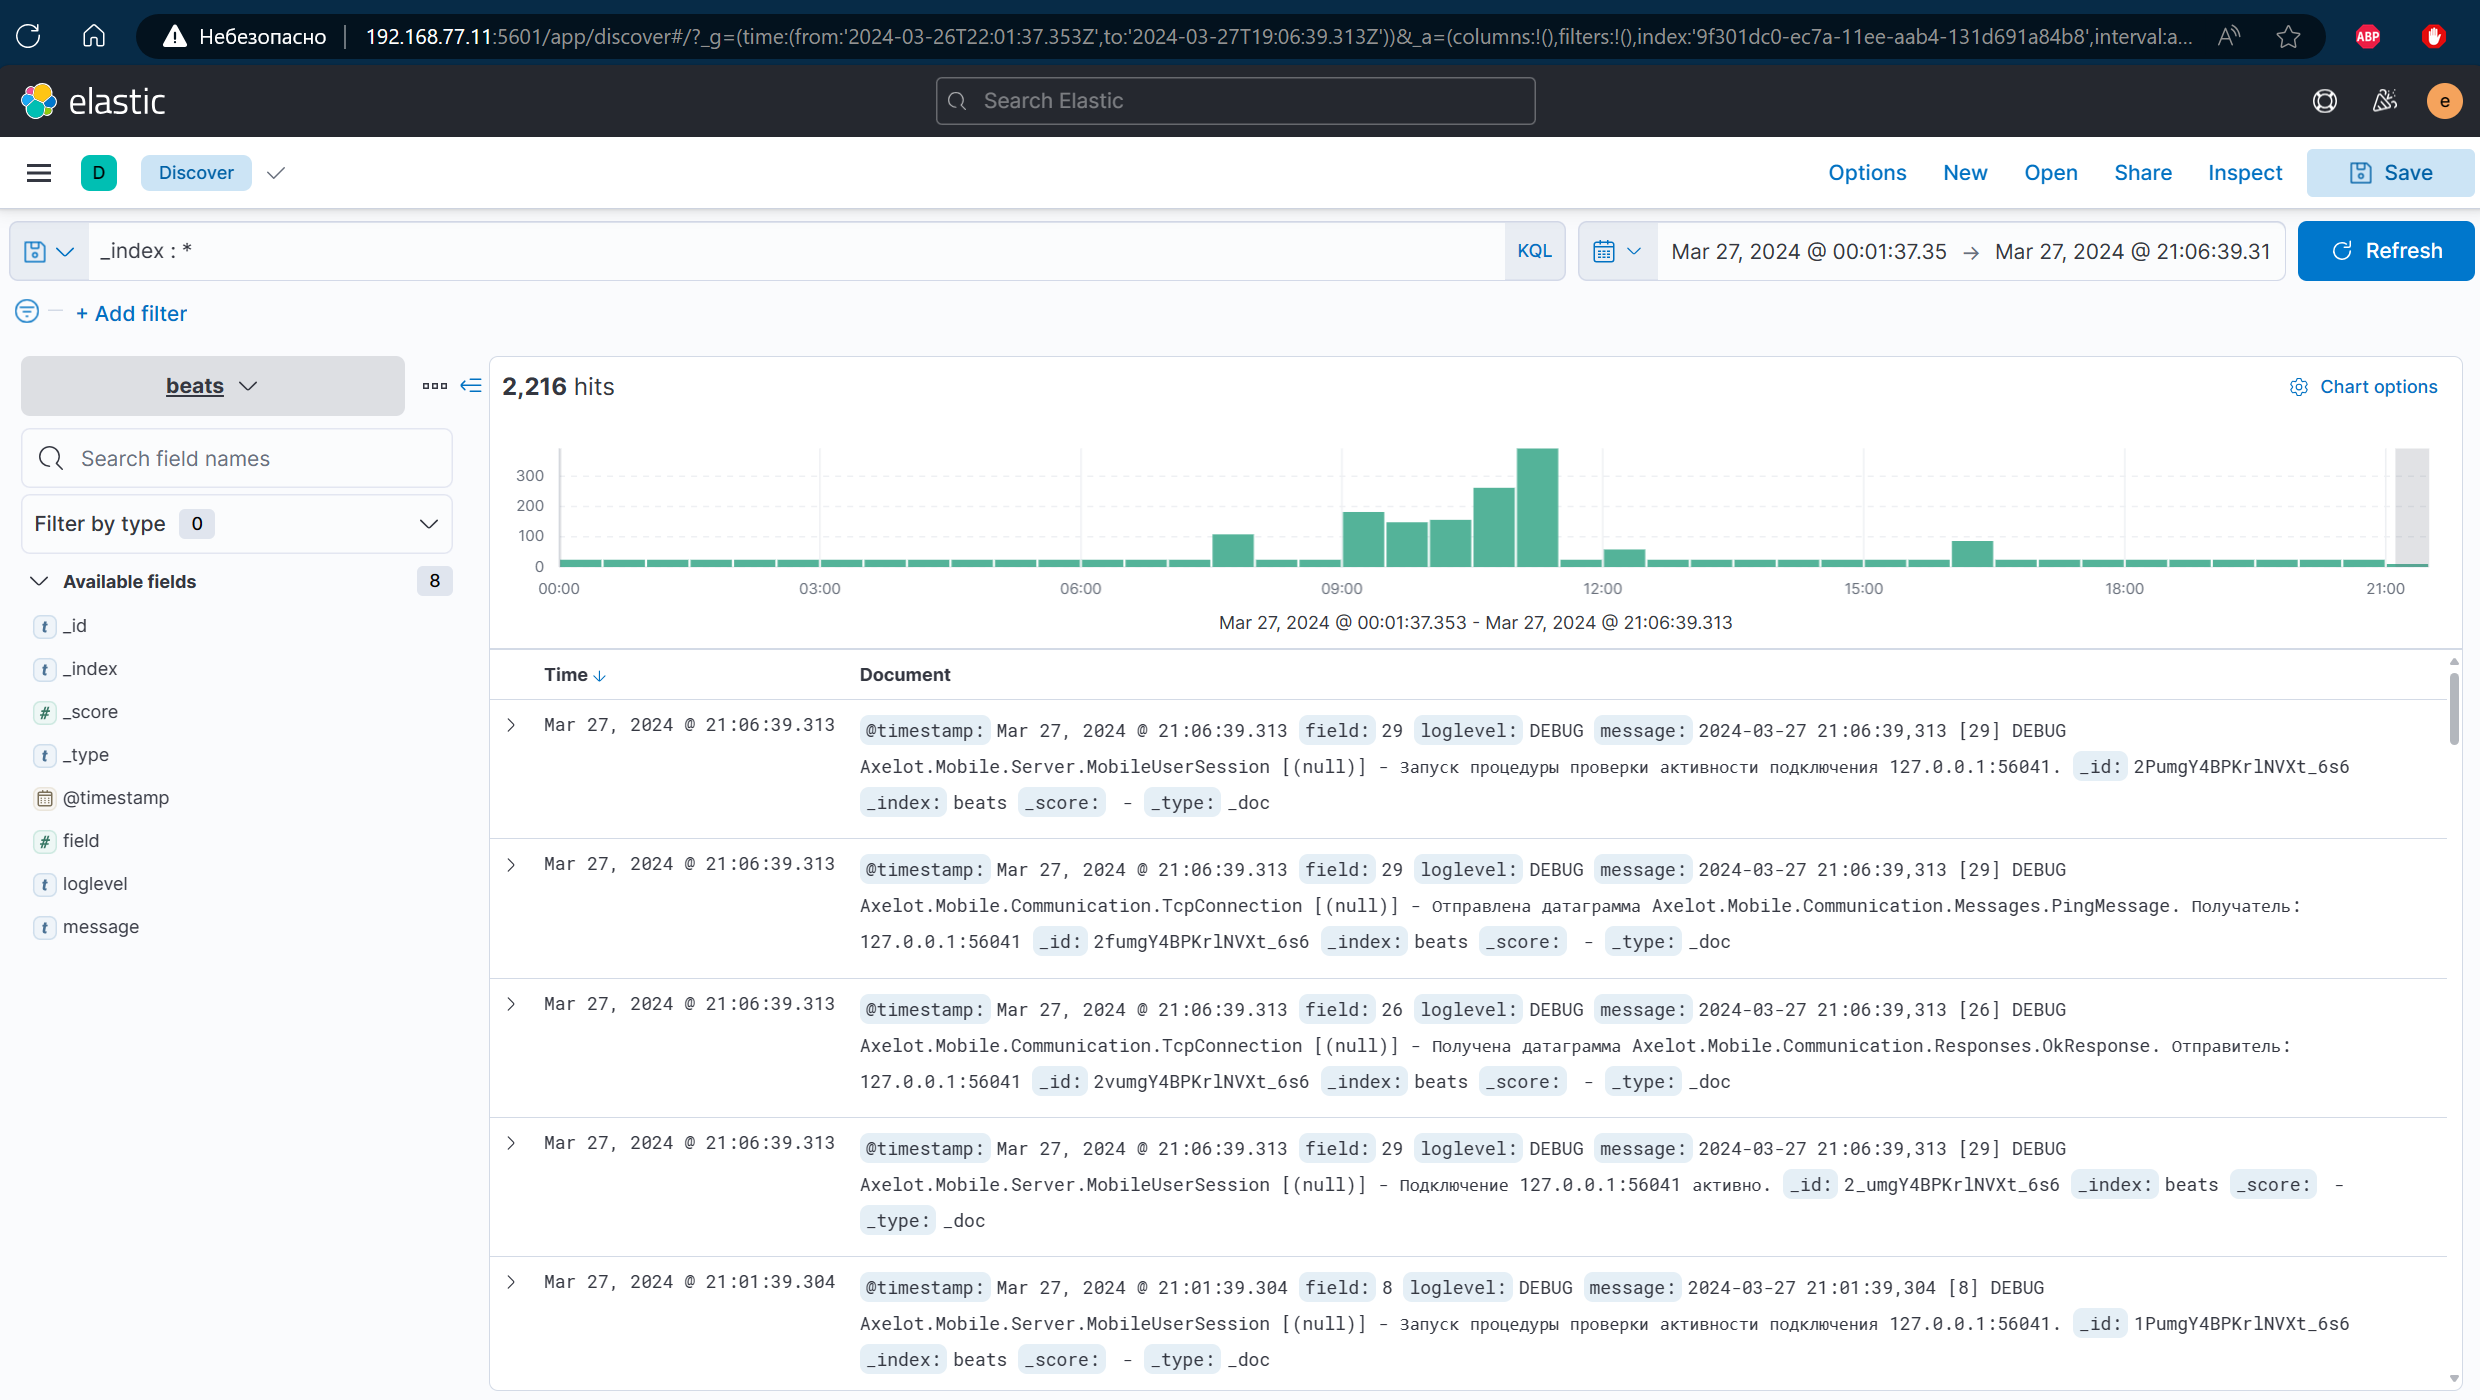 Небезопасно 192.168.77.11:5601/app/discover#/?_g=(time:(from:'2024-03-26T22:01:37.353Z',to:'2024-03-27T19:06:39.313Z'))&_a=(columns:!(),filters:!(),index:'9f301dc0-ec7a-11ee-aab4-131d691a84b8',interval:a... A ABP
elastic
Search Elastic
e
D Discover
Options New Open Share Inspect Save
_index : *
KQL
Mar 27, 2024 @ 00:01:37.35 → Mar 27, 2024 @ 21:06:39.31
Refresh
+ Add filter
beats
Search field names
Filter by type 0
Available fields 8
t _id
t _index
# _score
t _type
@timestamp
# field
t loglevel
t message
2,216 hits
Chart options
300
200
100
0
00:00 03:00 06:00 09:00 12:00 15:00 18:00 21:00
Mar 27, 2024 @ 00:01:37.353 - Mar 27, 2024 @ 21:06:39.313
Time ↓ Document
Mar 27, 2024 @ 21:06:39.313 @timestamp: Mar 27, 2024 @ 21:06:39.313 field: 29 loglevel: DEBUG message: 2024-03-27 21:06:39,313 [29] DEBUG
Axelot.Mobile.Server.MobileUserSession [(null)] - Запуск процедуры проверки активности подключения 127.0.0.1:56041. _id: 2PumgY4BPKrlNVXt_6s6
_index: beats _score: - _type: _doc
Mar 27, 2024 @ 21:06:39.313 @timestamp: Mar 27, 2024 @ 21:06:39.313 field: 29 loglevel: DEBUG message: 2024-03-27 21:06:39,313 [29] DEBUG
Axelot.Mobile.Communication.TcpConnection [(null)] - Отправлена датаграмма Axelot.Mobile.Communication.Messages.PingMessage. Получатель:
127.0.0.1:56041 _id: 2fumgY4BPKrlNVXt_6s6 _index: beats _score: - _type: _doc
Mar 27, 2024 @ 21:06:39.313 @timestamp: Mar 27, 2024 @ 21:06:39.313 field: 26 loglevel: DEBUG message: 2024-03-27 21:06:39,313 [26] DEBUG
Axelot.Mobile.Communication.TcpConnection [(null)] - Получена датаграмма Axelot.Mobile.Communication.Responses.OkResponse. Отправитель:
127.0.0.1:56041 _id: 2vumgY4BPKrlNVXt_6s6 _index: beats _score: - _type: _doc
Mar 27, 2024 @ 21:06:39.313 @timestamp: Mar 27, 2024 @ 21:06:39.313 field: 29 loglevel: DEBUG message: 2024-03-27 21:06:39,313 [29] DEBUG
Axelot.Mobile.Server.MobileUserSession [(null)] - Подключение 127.0.0.1:56041 активно. _id: 2_umgY4BPKrlNVXt_6s6 _index: beats _score: -
_type: _doc
Mar 27, 2024 @ 21:01:39.304 @timestamp: Mar 27, 2024 @ 21:01:39.304 field: 8 loglevel: DEBUG message: 2024-03-27 21:01:39,304 [8] DEBUG
Axelot.Mobile.Server.MobileUserSession [(null)] - Запуск процедуры проверки активности подключения 127.0.0.1:56041. _id: 1PumgY4BPKrlNVXt_6s6
_index: beats _score: - _type: _doc